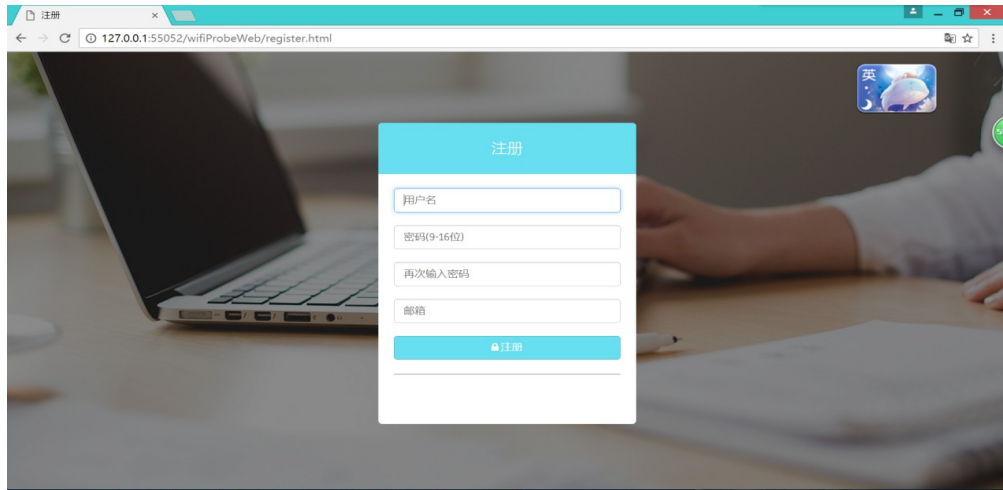 注册
127.0.0.1:55052/wifiProbeWeb/register.html
英
注册
用户名
密码(9-16位)
再次输入密码
邮箱
注册